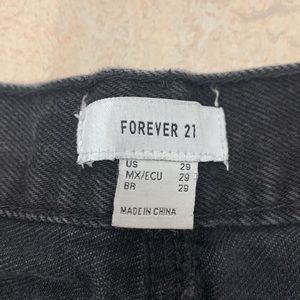 FOREVER 21
US 29
MX/ECU 29
BR 29
MADE IN CHINA